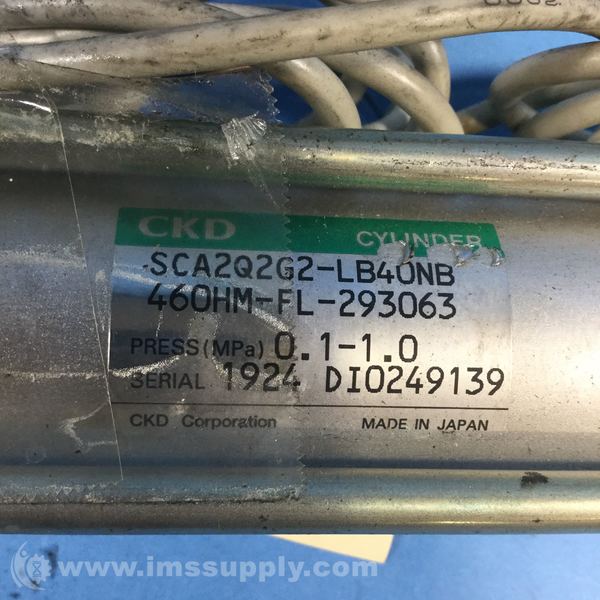 CKD CYLINDER
SCA2Q2G2-LB40NB
460HM-FL-293063
PRESS(MPa) 0.1-1.0
SERIAL 1924 DI0249139
CKD Corporation MADE IN JAPAN
www.imssupply.com